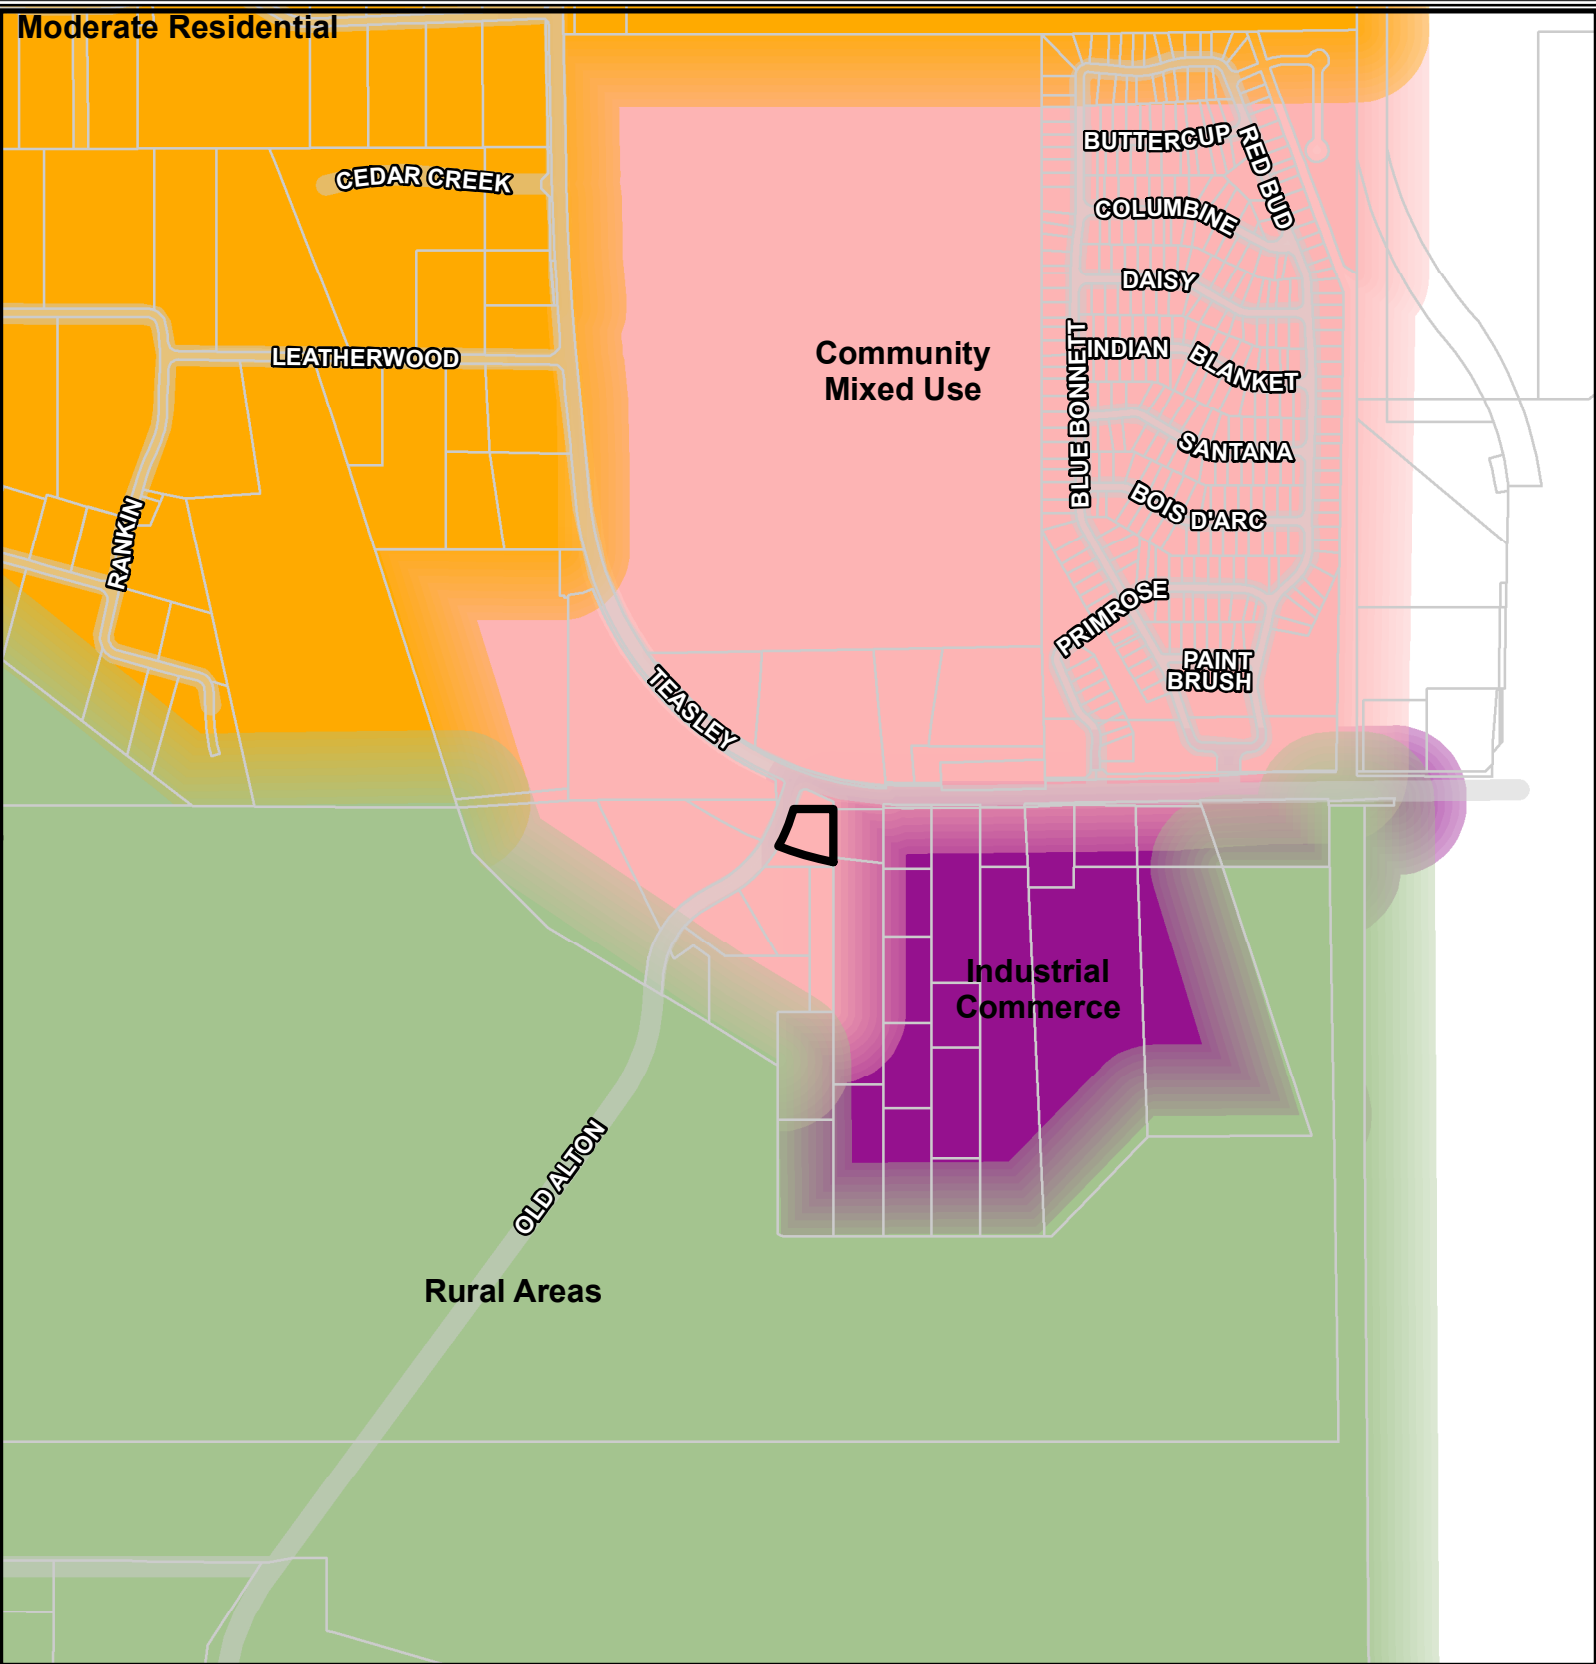 Moderate Residential
BUTTERCUP
RED BUD
CEDAR CREEK
COLUMBINE
DAISY
Community
Mixed Use
LEATHERWOOD
BLUE BONNETT
INDIAN
BLANKET
SANTANA
BOIS D'ARC
RANKIN
PRIMROSE
PAINT
BRUSH
TEASLEY
Industrial
Commerce
OLD ALTON
Rural Areas